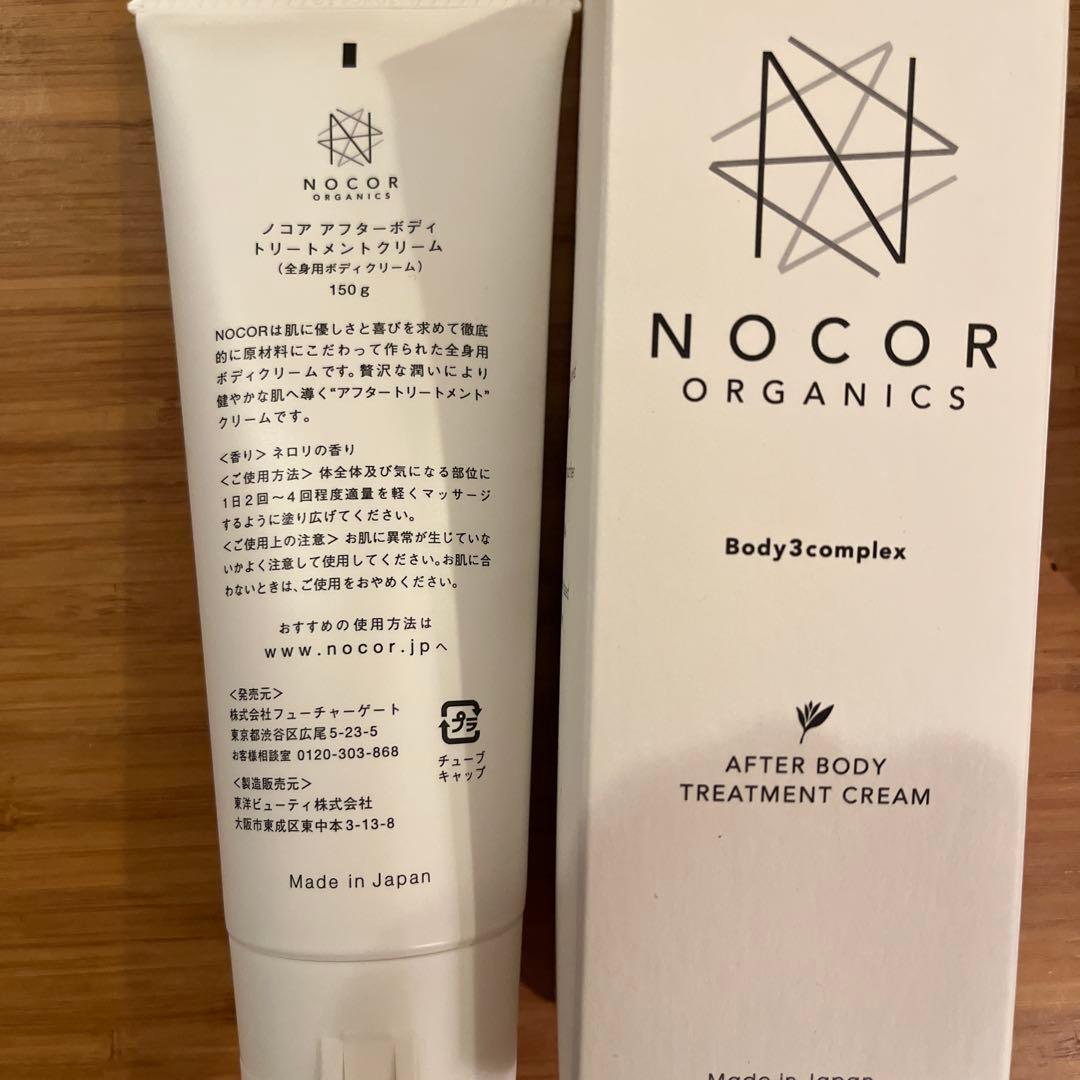 NOCOR
ORGANICS
ノコア アフターボディ
トリートメントクリーム
（全身用ボディクリーム）
150g
NOCORは肌に優しさと喜びを求めて徹底
的に原材料にこだわって作られた全身用
ボディクリームです。贅沢な潤いにより
健やかな肌へ導く“アフタートリートメント”
クリームです。
＜香り＞ ネロリの香り
＜ご使用方法＞ 体全体及び気になる部位に
1日2回〜4回程度適量を軽くマッサージ
するように塗り広げてください。
＜ご使用上の注意＞ お肌に異常が生じていな
いかよく注意して使用してください。お肌に合
わないときは、ご使用をおやめください。
おすすめの使用方法は
www.nocor.jpへ
＜発売元＞
株式会社フューチャーゲート
東京都渋谷区広尾5-23-5
お客様相談室 0120-303-868
＜製造販売元＞
東洋ビューティ株式会社
大阪市東成区東中本3-13-8
プラ
チューブ
キャップ
Made in Japan
NOCOR
ORGANICS
Body3complex
AFTER BODY
TREATMENT CREAM
Made in Japan